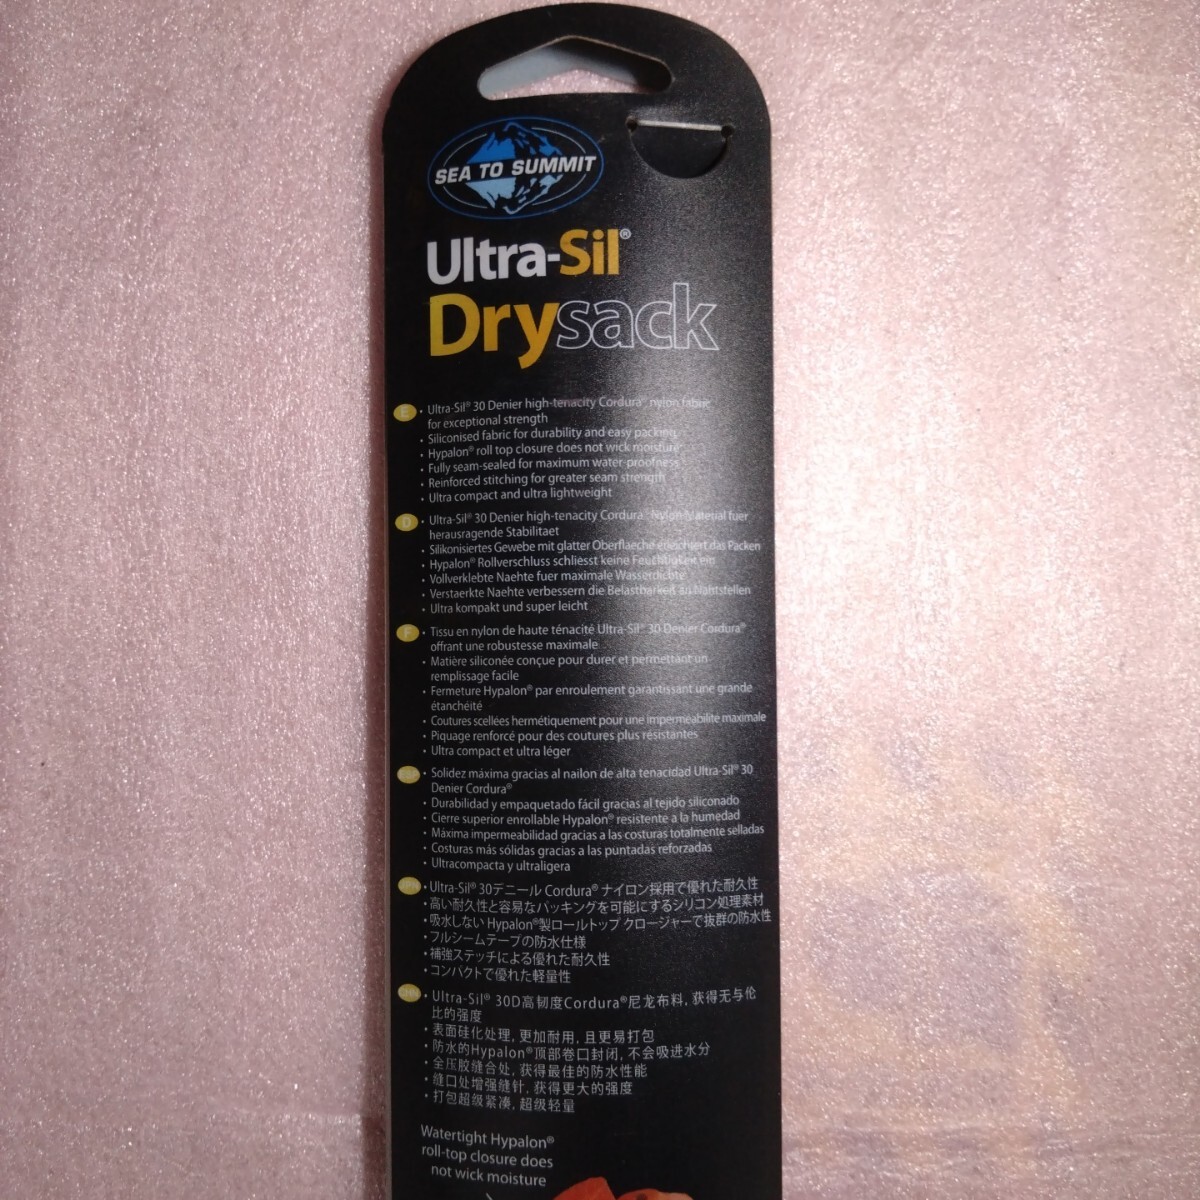 SEA TO SUMMIT
Ultra-Sil®
Drysack
E • Ultra-Sil® 30 Denier high-tenacity Cordura® nylon fabric
for exceptional strength
• Siliconised fabric for durability and easy packing
• Hypalon® roll top closure does not wick moisture
• Fully seam-sealed for maximum water-proofness
• Reinforced stitching for greater seam strength
• Ultra compact and ultra lightweight
D • Ultra-Sil® 30 Denier high-tenacity Cordura® Nylon Material fuer
herausragende Stabilitaet
• Silikonisiertes Gewebe mit glatter Oberflaeche erleichtert das Packen
• Hypalon® Rollverschluss schliesst keine Feuchtigkeit ein
• Vollverklebte Naehte fuer maximale Wasserdichte
• Verstaerkte Naehte verbessern die Belastbarkeit an Nahtstellen
• Ultra kompakt und super leicht
F • Tissu en nylon de haute ténacité Ultra-Sil® 30 Denier Cordura®
offrant une robustesse maximale
• Matière siliconée conçue pour durer et permettant un
remplissage facile
• Fermeture Hypalon® par enroulement garantissant une grande
étanchéité
• Coutures scellées hermétiquement pour une imperméabilité maximale
• Piquage renforcé pour des coutures plus résistantes
• Ultra compact et ultra léger
• Solidez máxima gracias al nailon de alta tenacidad Ultra-Sil® 30
Denier Cordura®
• Durabilidad y empaquetado fácil gracias al tejido siliconado
• Cierre superior enrollable Hypalon® resistente a la humedad
• Máxima impermeabilidad gracias a las costuras totalmente selladas
• Costuras más sólidas gracias a las puntadas reforzadas
• Ultracompacta y ultraligera
• Ultra-Sil® 30デニール Cordura® ナイロン採用で優れた耐久性
• 高い耐久性と容易なパッキングを可能にするシリコン処理素材
• 吸水しない Hypalon®製ロールトップ クロージャーで抜群の防水性
• フルシームテープの防水仕様
• 補強ステッチによる優れた耐久性
• コンパクトで優れた軽量性
• Ultra-Sil® 30D高韧度Cordura®尼龙布料, 获得无与伦
比的强度
• 表面硅化处理, 更加耐用, 且更易打包
• 防水的Hypalon®顶部卷口封闭, 不会吸进水分
• 全压胶缝合处, 获得最佳的防水性能
• 缝口处增强缝针, 获得更大的强度
• 打包超级紧凑, 超级轻量
Watertight Hypalon®
roll-top closure does
not wick moisture